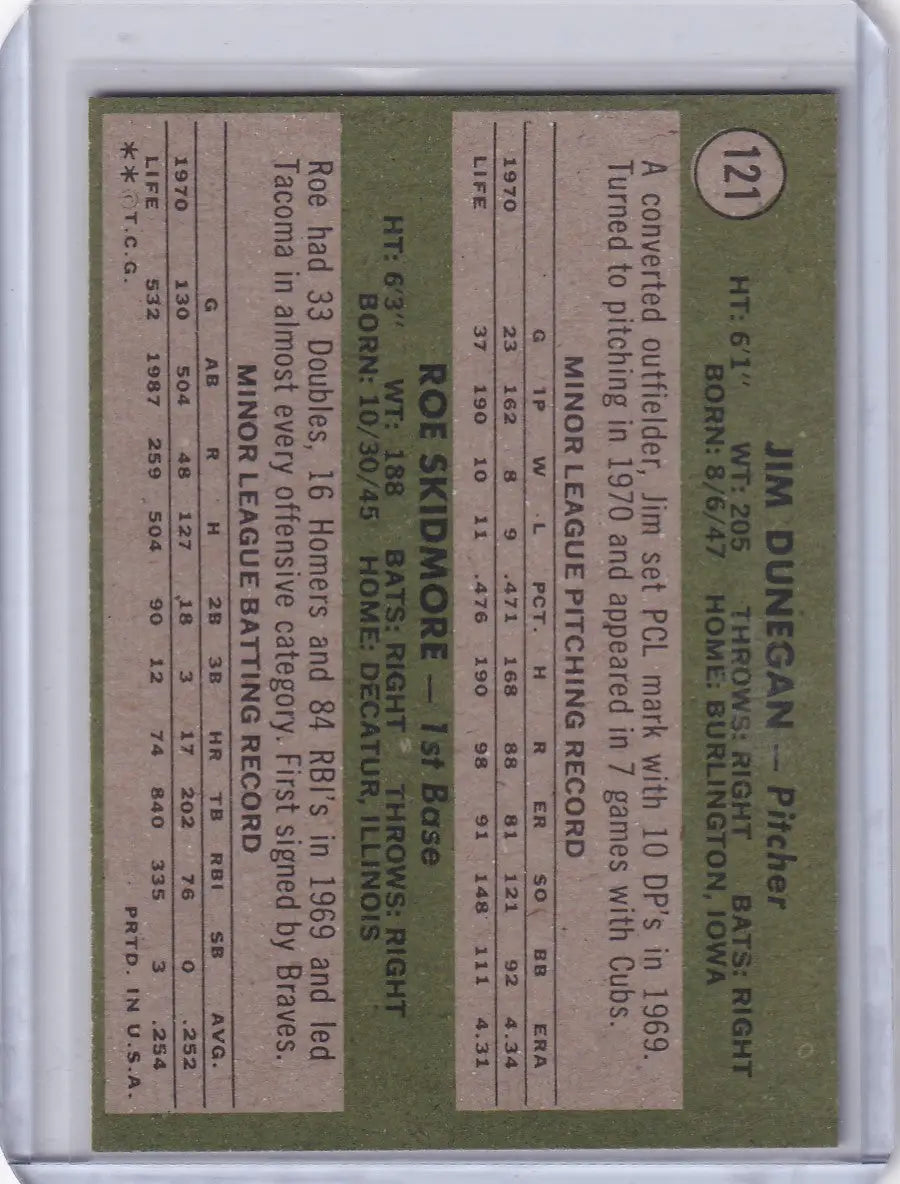 121
JIM DUNEGAN — Pitcher
HT: 6'1" WT: 205 THROWS: RIGHT BATS: RIGHT
BORN: 8/6/47 HOME: BURLINGTON, IOWA
A converted outfielder, Jim set PCL mark with 10 DP's in 1969.
Turned to pitching in 1970 and appeared in 7 games with Cubs.
MINOR LEAGUE PITCHING RECORD
G IP W L PCT. H R ER SO BB ERA
1970 23 162 8 9 .471 168 88 81 121 92 4.34
LIFE 37 190 10 11 .476 190 98 91 148 111 4.31
ROE SKIDMORE — 1st Base
HT: 6'3" WT: 188 BATS: RIGHT THROWS: RIGHT
BORN: 10/30/45 HOME: DECATUR, ILLINOIS
Roe had 33 Doubles, 16 Homers and 84 RBI's in 1969 and led
Tacoma in almost every offensive category. First signed by Braves.
MINOR LEAGUE BATTING RECORD
G AB R H 2B 3B HR TB RBI SB AVG.
1970 130 504 48 127 18 3 17 202 76 0 .252
LIFE 532 1987 259 504 90 12 74 840 335 3 .254
**©T.C.G. PRTD. IN U.S.A.